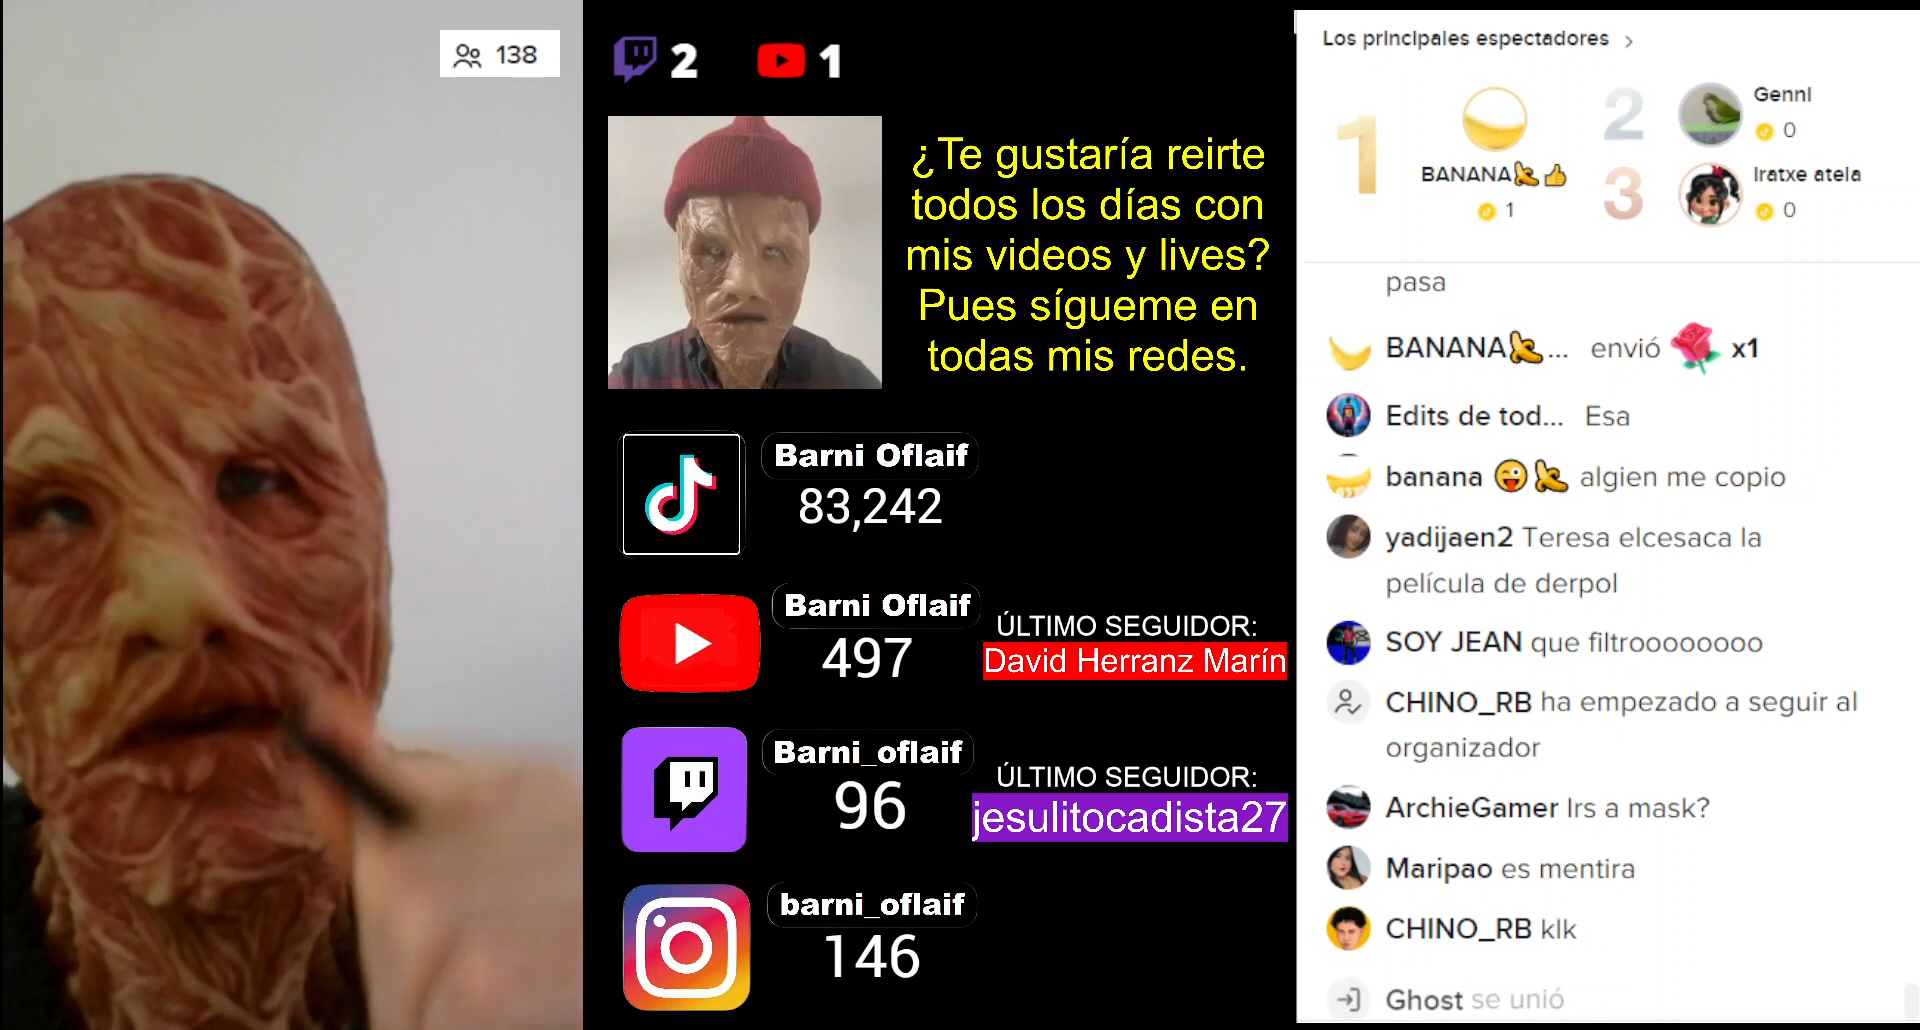 138
2
1
¿Te gustaría reirte
todos los días con
mis videos y lives?
Pues sígueme en
todas mis redes.
Barni Oflaif
83,242
Barni Oflaif
497
ÚLTIMO SEGUIDOR:
David Herranz Marín
Barni_oflaif
96
ÚLTIMO SEGUIDOR:
jesulitocadista27
barni_oflaif
146
Los principales espectadores >
1
BANANA
1
2
Genni
0
3
Iratxe atela
0
pasa
BANANA... envió x1
Edits de tod... Esa
banana algien me copio
yadijaen2 Teresa elcesaca la
película de derpol
SOY JEAN que filtroooooooo
CHINO_RB ha empezado a seguir al
organizador
ArchieGamer Irs a mask?
Maripao es mentira
CHINO_RB klk
Ghost se unió